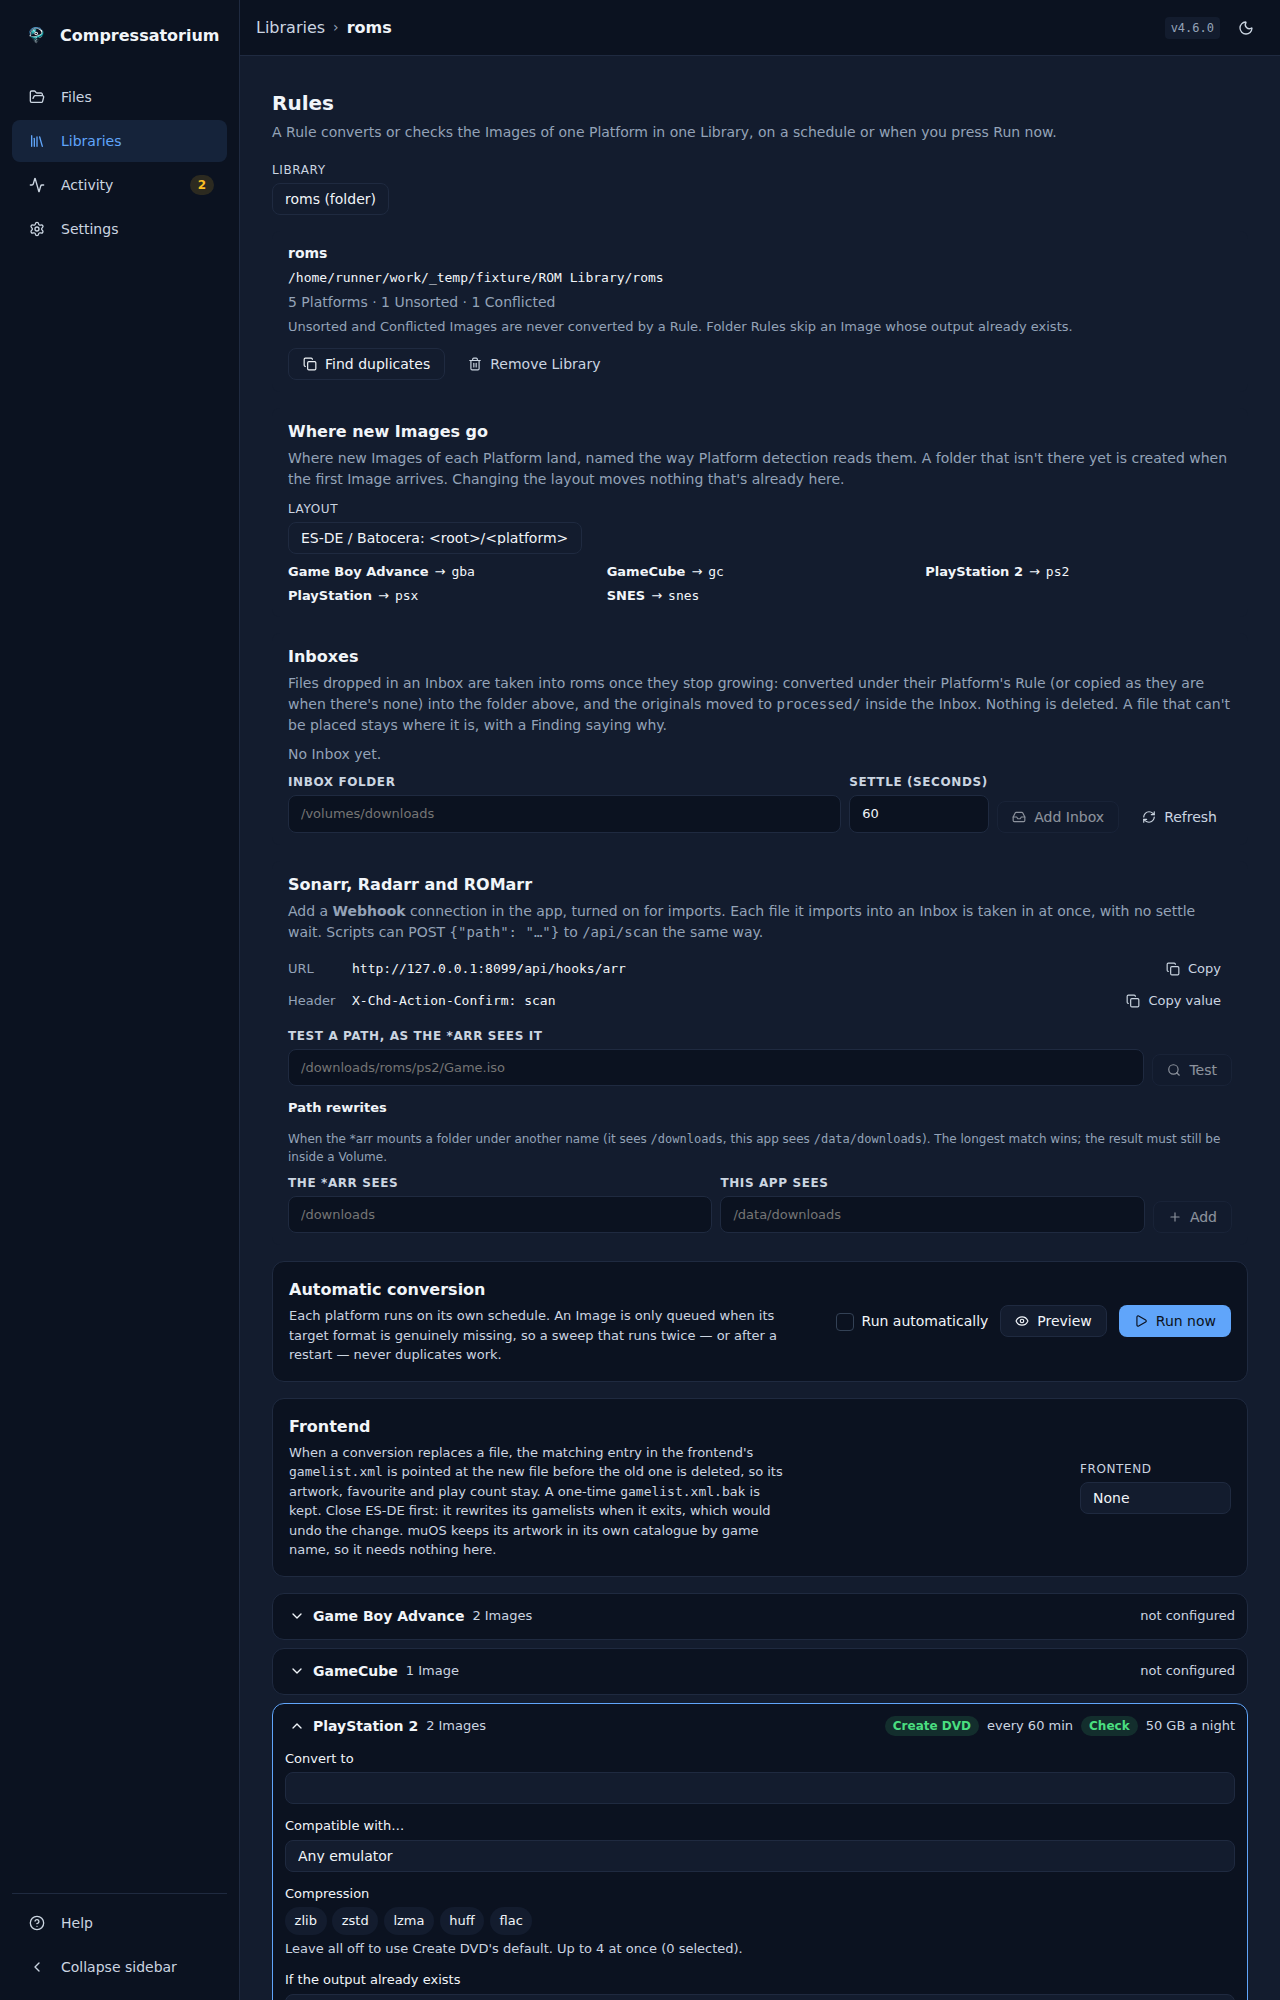 Compressatorium
Files
Libraries
Activity
2
Settings
Help
Collapse sidebar
Libraries › roms
v4.6.0
Rules
A Rule converts or checks the Images of one Platform in one Library, on a schedule or when you press Run now.
LIBRARY
roms (folder)
roms
/home/runner/work/_temp/fixture/ROM Library/roms
5 Platforms · 1 Unsorted · 1 Conflicted
Unsorted and Conflicted Images are never converted by a Rule. Folder Rules skip an Image whose output already exists.
Find duplicates
Remove Library
Where new Images go
Where new Images of each Platform land, named the way Platform detection reads them. A folder that isn't there yet is created when
the first Image arrives. Changing the layout moves nothing that's already here.
LAYOUT
ES-DE / Batocera: <root>/<platform>
Game Boy Advance → gba
GameCube → gc
PlayStation 2 → ps2
PlayStation → psx
SNES → snes
Inboxes
Files dropped in an Inbox are taken into roms once they stop growing: converted under their Platform's Rule (or copied as they are
when there's none) into the folder above, and the originals moved to processed/ inside the Inbox. Nothing is deleted. A file that can't
be placed stays where it is, with a Finding saying why.
No Inbox yet.
INBOX FOLDER
SETTLE (SECONDS)
/volumes/downloads
60
Add Inbox
Refresh
Sonarr, Radarr and ROMarr
Add a Webhook connection in the app, turned on for imports. Each file it imports into an Inbox is taken in at once, with no settle
wait. Scripts can POST {"path": "…"} to /api/scan the same way.
URL
http://127.0.0.1:8099/api/hooks/arr
Copy
Header
X-Chd-Action-Confirm: scan
Copy value
TEST A PATH, AS THE *ARR SEES IT
/downloads/roms/ps2/Game.iso
Test
Path rewrites
When the *arr mounts a folder under another name (it sees /downloads, this app sees /data/downloads). The longest match wins; the result must still be
inside a Volume.
THE *ARR SEES
THIS APP SEES
/downloads
/data/downloads
Add
Automatic conversion
Each platform runs on its own schedule. An Image is only queued when its
target format is genuinely missing, so a sweep that runs twice — or after a
restart — never duplicates work.
Run automatically
Preview
Run now
Frontend
When a conversion replaces a file, the matching entry in the frontend's
gamelist.xml is pointed at the new file before the old one is deleted, so its
artwork, favourite and play count stay. A one-time gamelist.xml.bak is
kept. Close ES-DE first: it rewrites its gamelists when it exits, which would
undo the change. muOS keeps its artwork in its own catalogue by game
name, so it needs nothing here.
FRONTEND
None
Game Boy Advance 2 Images
not configured
GameCube 1 Image
not configured
PlayStation 2 2 Images
Create DVD every 60 min Check 50 GB a night
Convert to
Compatible with…
Any emulator
Compression
zlib
zstd
lzma
huff
flac
Leave all off to use Create DVD's default. Up to 4 at once (0 selected).
If the output already exists